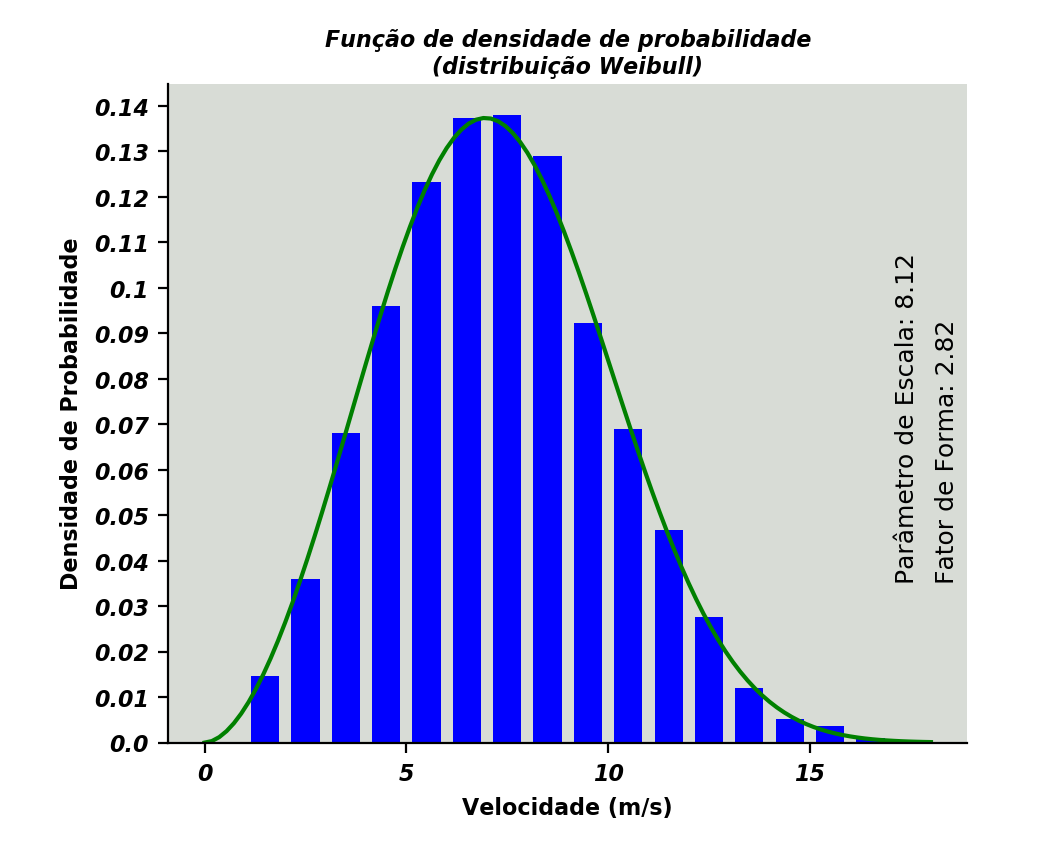 Função de densidade de probabilidade
(distribuição Weibull)
0.14
0.13
0.12
0.11
0.1
0.09
0.08
0.07
0.06
0.05
0.04
0.03
0.02
0.01
0.0
Densidade de Probabilidade
Parâmetro de Escala: 8.12
Fator de Forma: 2.82
0 5 10 15
Velocidade (m/s)